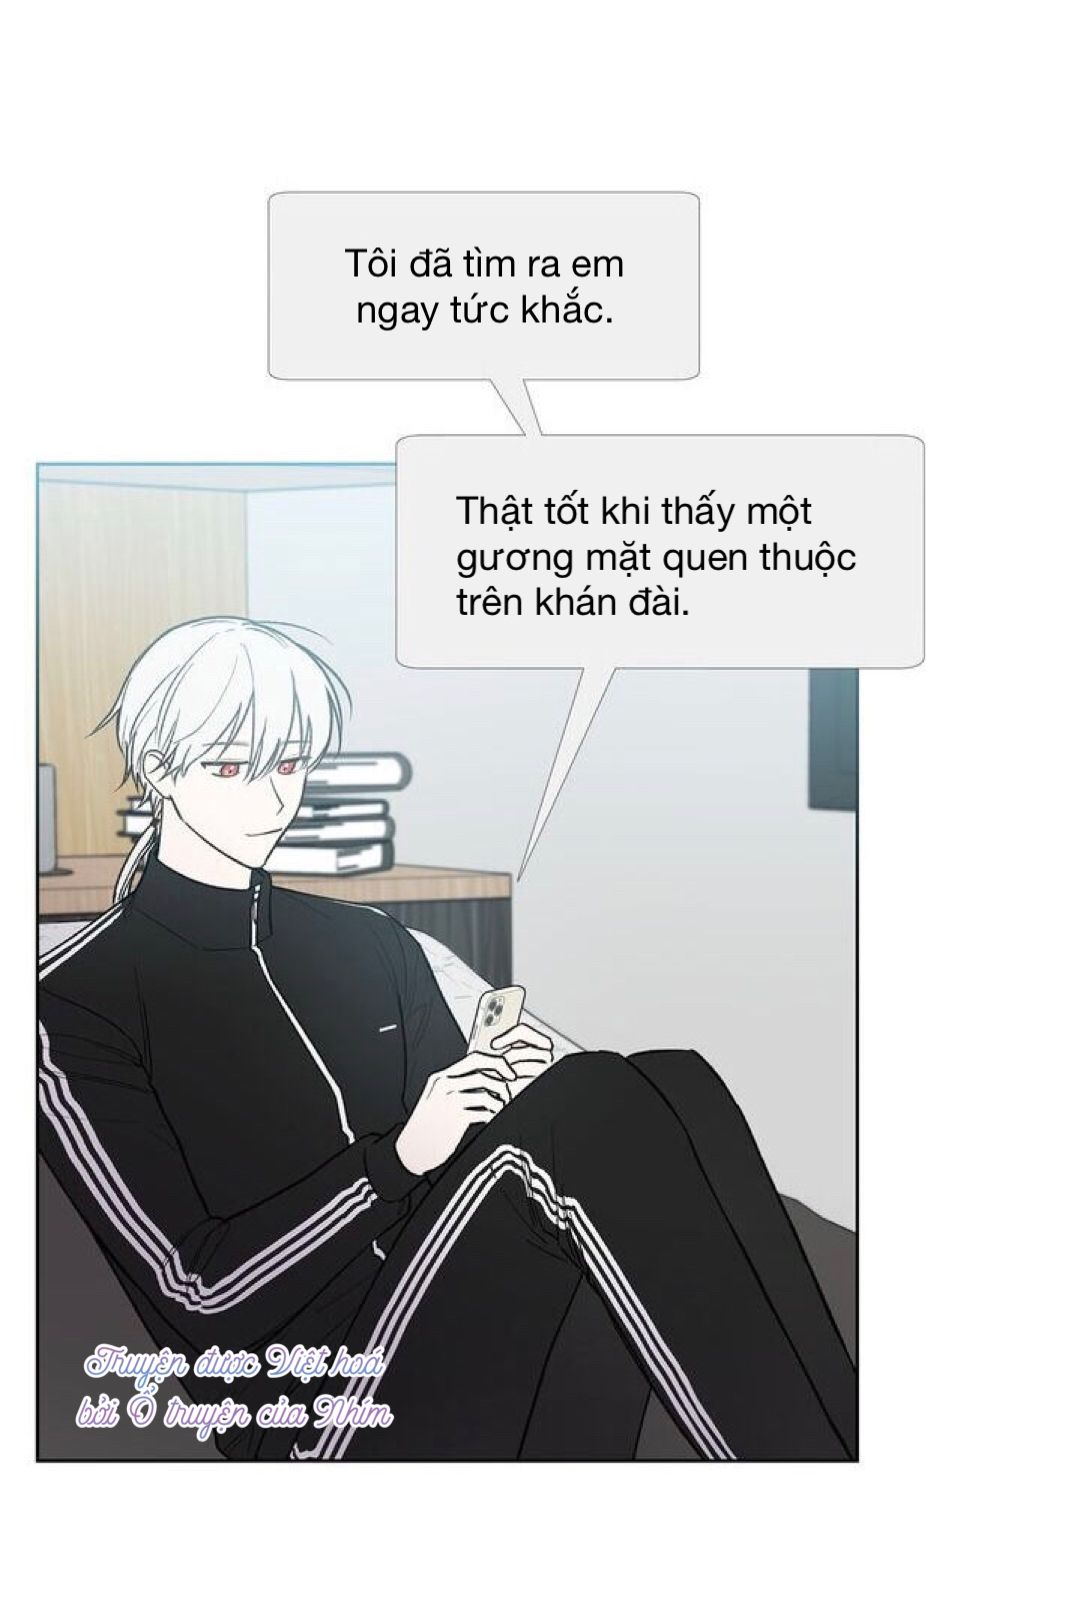 Tôi đã tìm ra em
ngay tức khắc.
Thật tốt khi thấy một
gương mặt quen thuộc
trên khán đài.
Truyện được Việt hoá
bởi Ổ truyện của Nhím